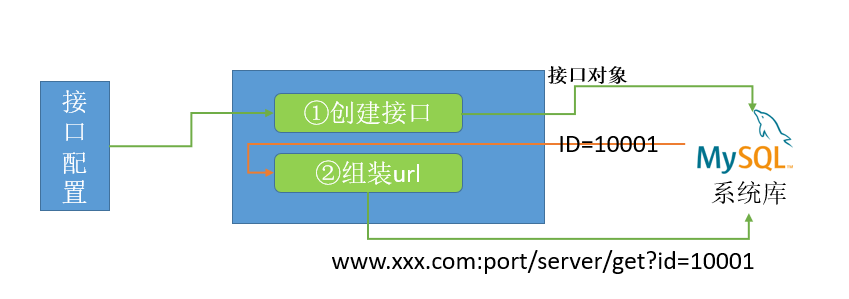 接口配置
①创建接口
②组装url
接口对象
ID=10001
MySQL™
系统库
www.xxx.com:port/server/get?id=10001